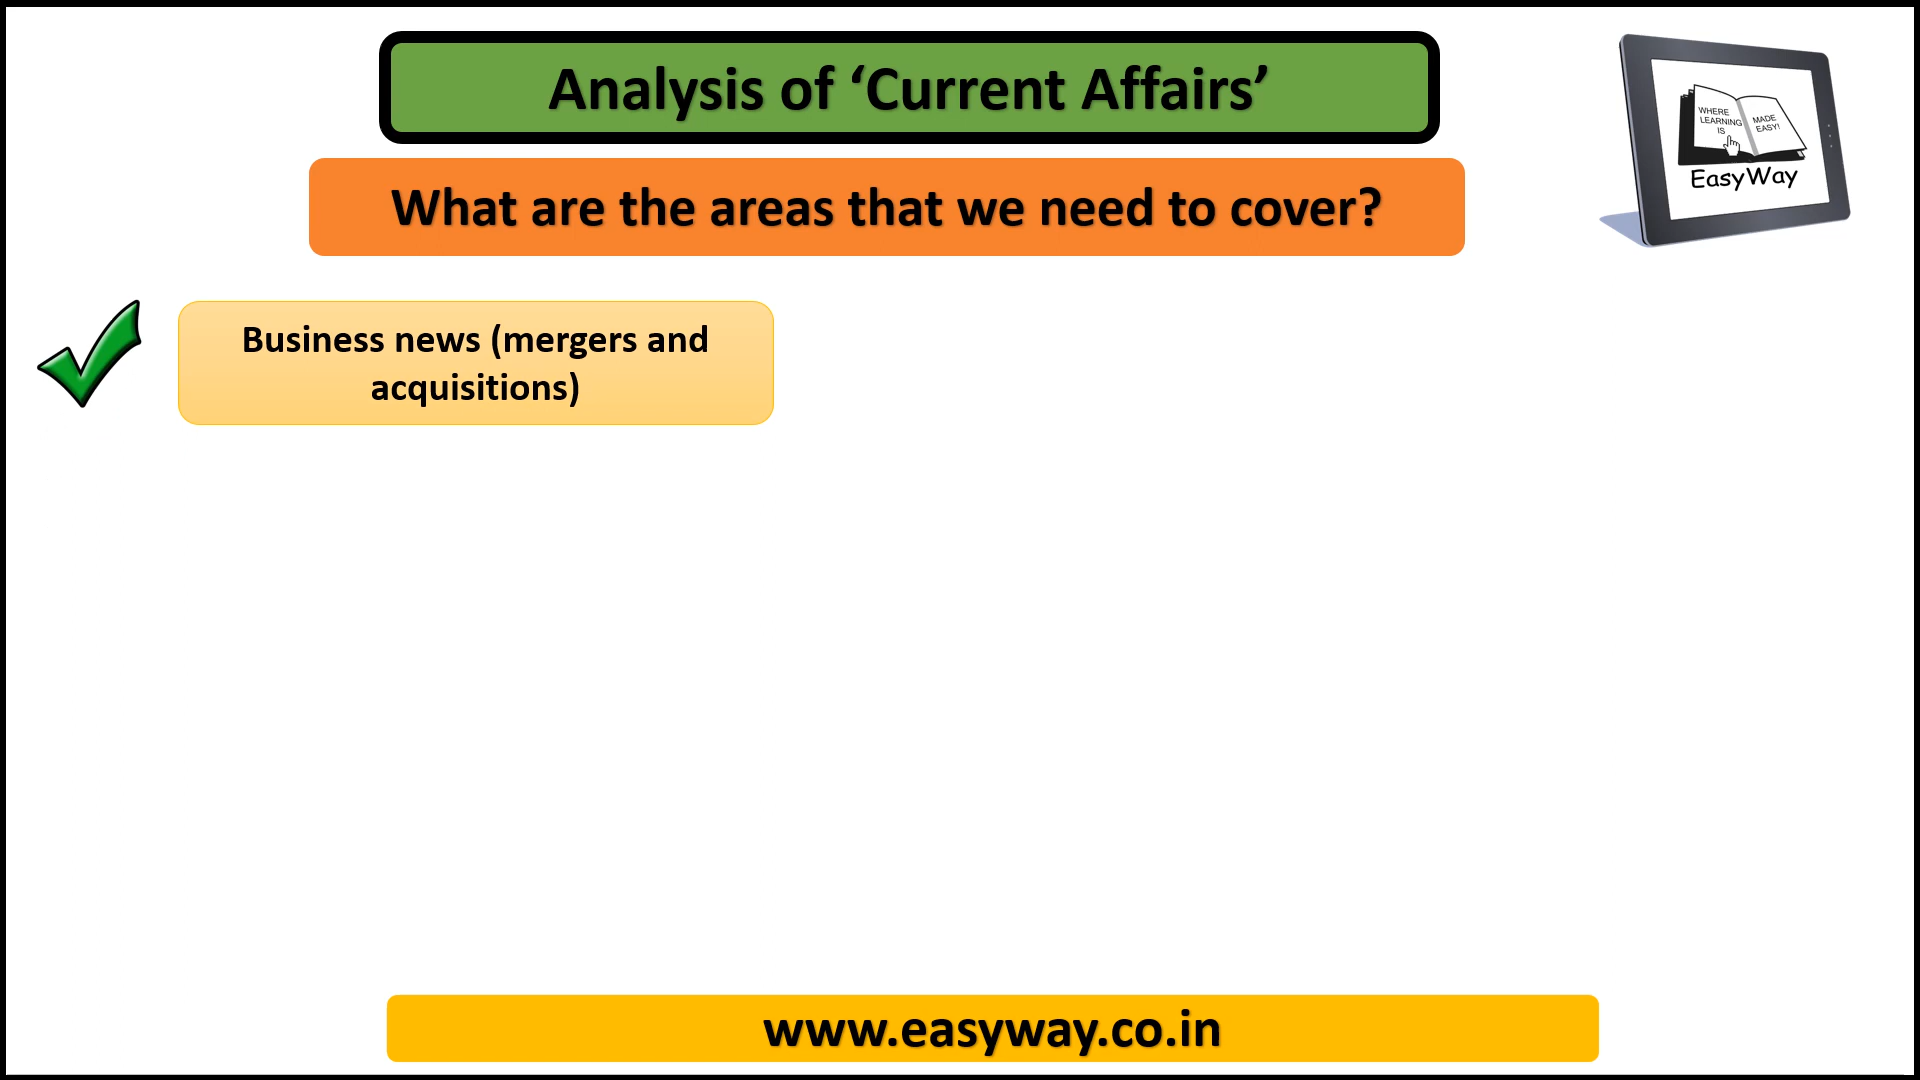 Analysis of ‘Current Affairs’
What are the areas that we need to cover?
WHERE
LEARNING
IS
MADE
EASY!
EasyWay
Business news (mergers and
acquisitions)
www.easyway.co.in